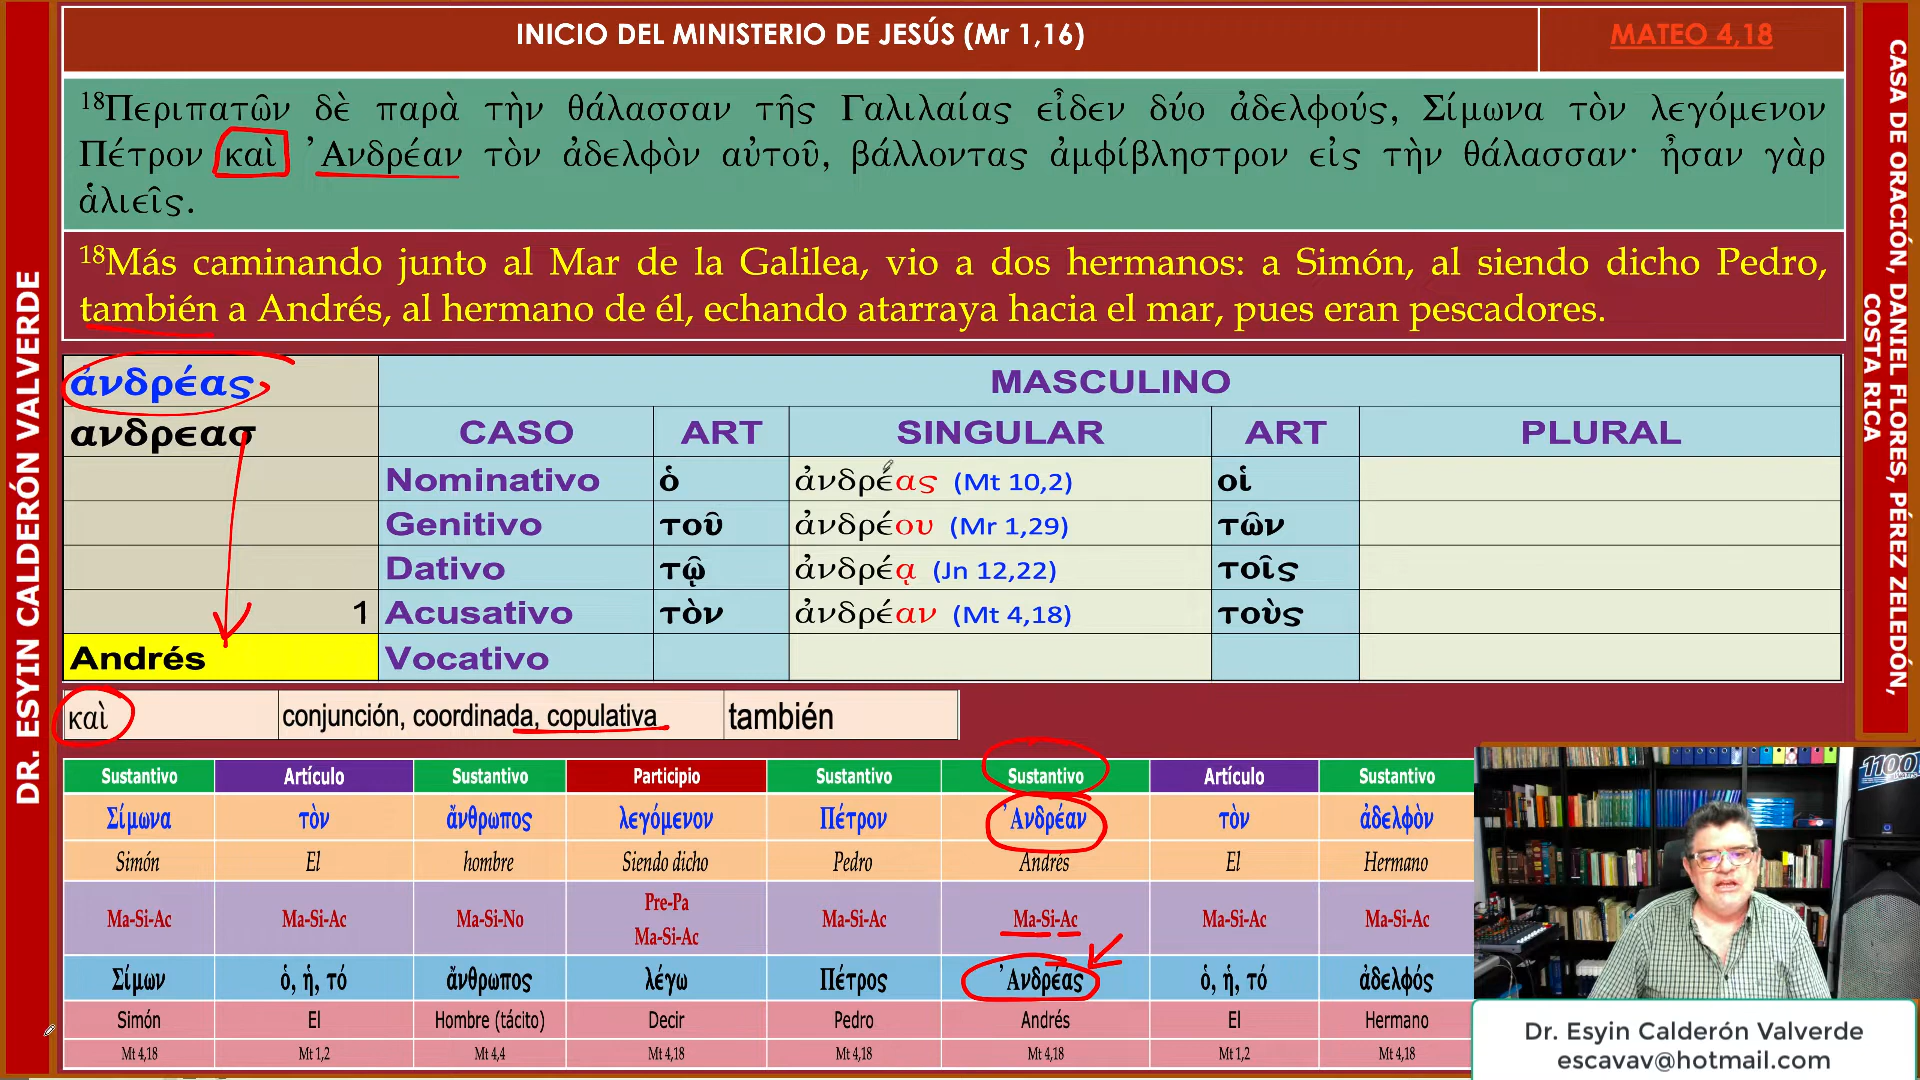 INICIO DEL MINISTERIO DE JESÚS (Mr 1,16)
MATEO 4,18
¹⁸Περιπατῶν δὲ παρὰ τὴν θάλασσαν τῆς Γαλιλαίας εἶδεν δύο ἀδελφούς, Σίμωνα τὸν λεγόμενον
Πέτρον καὶ ᾿Ανδρέαν τὸν ἀδελφὸν αὐτοῦ, βάλλοντας ἀμφίβληστρον εἰς τὴν θάλασσαν· ἦσαν γὰρ
ἁλιεῖς.
¹⁸Más caminando junto al Mar de la Galilea, vio a dos hermanos: a Simón, al siendo dicho Pedro,
también a Andrés, al hermano de él, echando atarraya hacia el mar, pues eran pescadores.
ἀνδρέας MASCULINO
ανδρεασ CASO ART SINGULAR ART PLURAL
Nominativo ὁ ἀνδρέας (Mt 10,2) οἱ
Genitivo τοῦ ἀνδρέου (Mr 1,29) τῶν
Dativo τῷ ἀνδρέᾳ (Jn 12,22) τοῖς
1 Acusativo τὸν ἀνδρέαν (Mt 4,18) τοὺς
Andrés Vocativo
καὶ conjunción, coordinada, copulativa también
Sustantivo Artículo Sustantivo Participio Sustantivo Sustantivo Artículo Sustantivo
Σίμωνα τὸν ἄνθρωπος λεγόμενον Πέτρον ᾿Ανδρέαν τὸν ἀδελφὸν
Simón El hombre Siendo dicho Pedro Andrés El Hermano
Ma-Si-Ac Ma-Si-Ac Ma-Si-No Pre-Pa Ma-Si-Ac Ma-Si-Ac Ma-Si-Ac Ma-Si-Ac
Ma-Si-Ac
Σίμων ὁ, ἡ, τό ἄνθρωπος λέγω Πέτρος ᾿Ανδρέας ὁ, ἡ, τό ἀδελφός
Simón El Hombre (tácito) Decir Pedro Andrés El Hermano
Mt 4,18 Mt 1,2 Mt 4,4 Mt 4,18 Mt 4,18 Mt 4,18 Mt 1,2 Mt 4,18
DR. ESYIN CALDERÓN VALVERDE
CASA DE ORACIÓN, DANIEL FLORES, PÉREZ ZELEDÓN,
COSTA RICA
1100
Dr. Esyin Calderón Valverde
escavav@hotmail.com